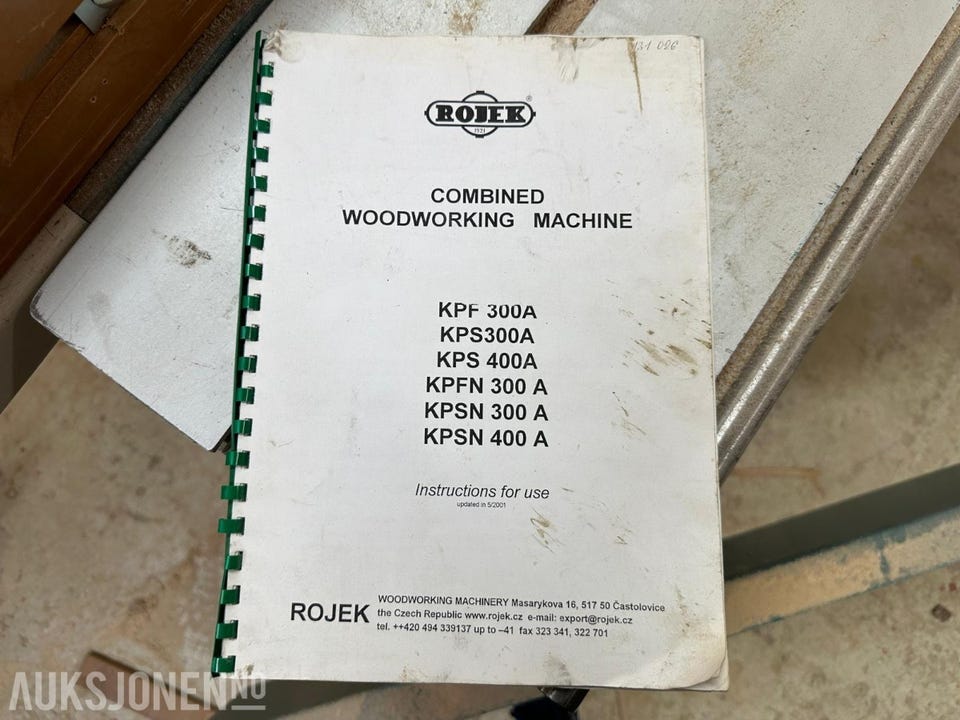 131 026
ROJEK ®
1921
COMBINED
WOODWORKING MACHINE
KPF 300A
KPS300A
KPS 400A
KPFN 300 A
KPSN 300 A
KPSN 400 A
Instructions for use
updated in 5/2001
ROJEK
WOODWORKING MACHINERY Masarykova 16, 517 50 Častolovice
the Czech Republic www.rojek.cz e-mail: export@rojek.cz
tel. ++420 494 339137 up to –41 fax 323 341, 322 701
AUKSJONEN NO